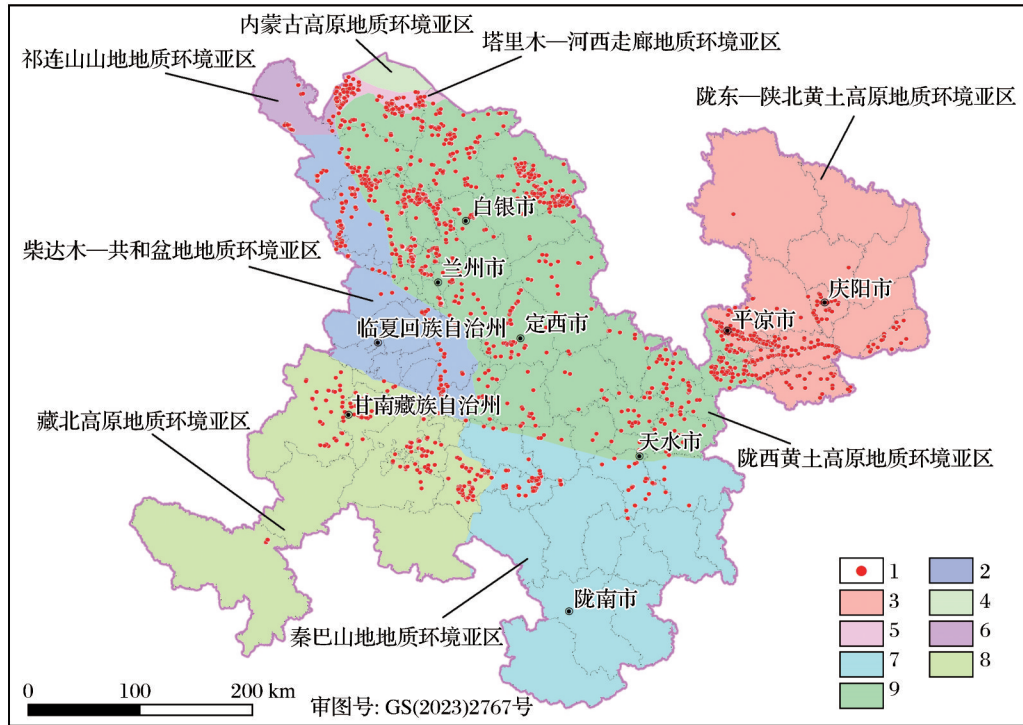 内蒙古高原地质环境亚区
塔里木—河西走廊地质环境亚区
祁连山山地地质环境亚区
陇东—陕北黄土高原地质环境亚区
白银市
柴达木—共和盆地地质环境亚区
兰州市
庆阳市
平凉市
临夏回族自治州
定西市
甘南藏族自治州
藏北高原地质环境亚区
天水市
陇西黄土高原地质环境亚区
陇南市
秦巴山地地质环境亚区
1 2
3 4
5 6
7 8
9
0 100 200 km
审图号: GS(2023)2767号